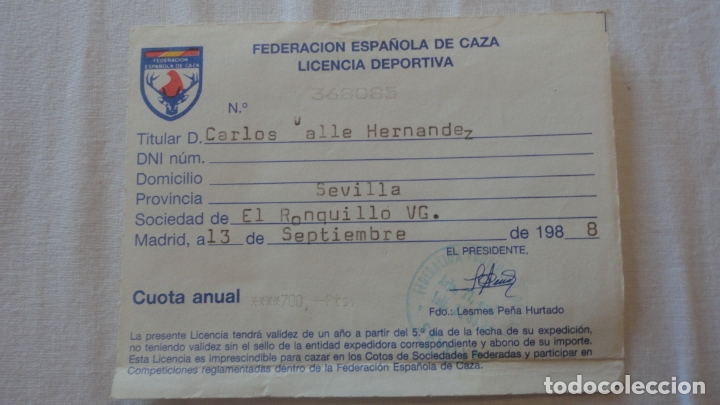 FEDERACION ESPAÑOLA DE CAZA
LICENCIA DEPORTIVA
FEDERACION
ESPAÑOLA DE CAZA
N.º 368085
Titular D. Carlos Valle Hernandez
DNI núm.
Domicilio
Provincia Sevilla
Sociedad de El Ronquillo VG.
Madrid, a 13 de Septiembre de 1988
EL PRESIDENTE,
Cuota anual ****700,-Pts.
Fdo.: Lesmes Peña Hurtado
La presente Licencia tendrá validez de un año a partir del 5.º día de la fecha de su expedición,
no teniendo validez sin el sello de la entidad expedidora correspondiente y abono de su importe.
Esta Licencia es imprescindible para cazar en los Cotos de Sociedades Federadas y participar en
Competiciones reglamentadas dentro de la Federación Española de Caza.
todocoleccion.net